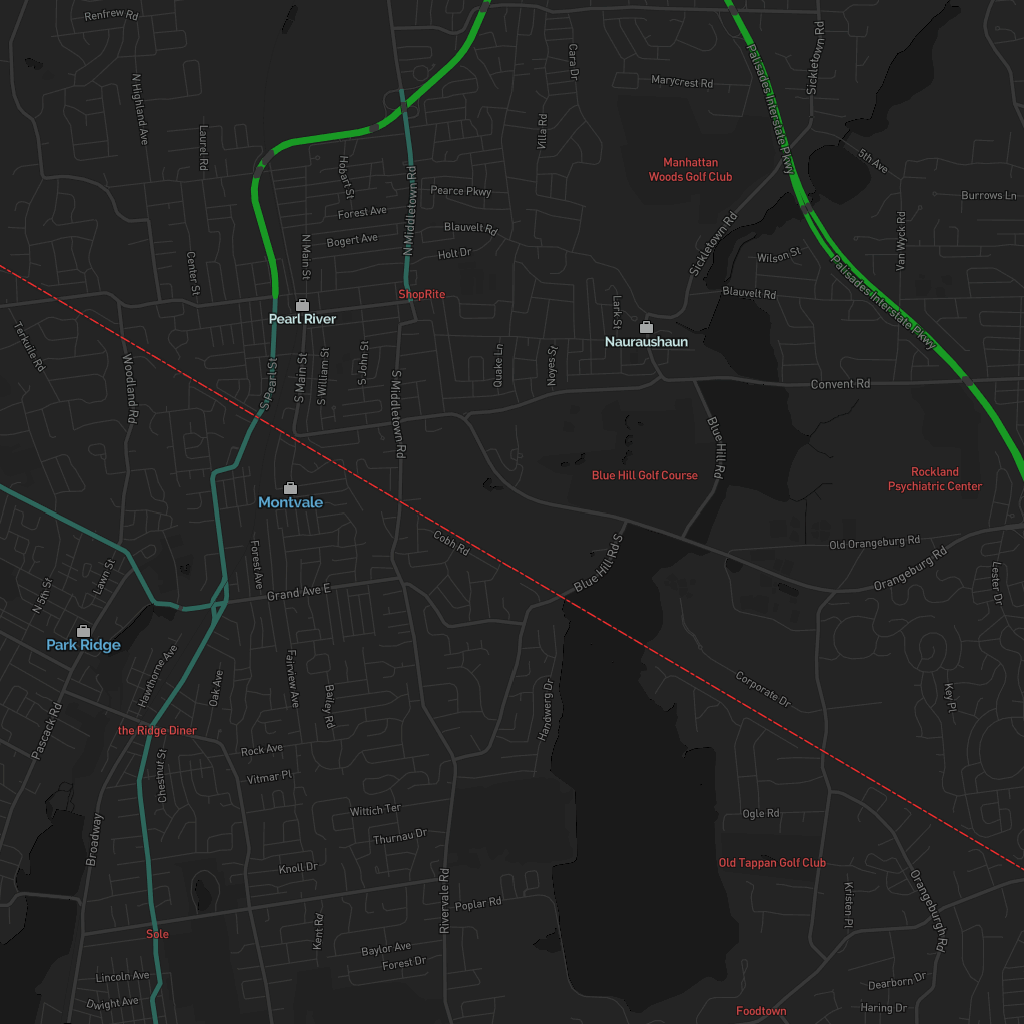 Renfrew Rd
N Highland Ave
Laurel Rd
Cara Dr
Marycrest Rd
Palisades Interstate Pkwy
Sickletown Rd
Villa Rd
Hobart St
N Middletown Rd
Manhattan
Woods Golf Club
5th Ave
Pearce Pkwy
Burrows Ln
Forest Ave
Blauvelt Rd
Bogert Ave
Holt Dr
N Main St
Center St
Sickletown Rd
Wilson St
Van Wyck Rd
ShopRite
Blauvelt Rd
Palisades Interstate Pkwy
Pearl River
Lark St
Nauraushaun
Terkuile Rd
Woodland Rd
S Pearl St
S Main St
S William St
S John St
Quake Ln
Noyes St
Convent Rd
S Middletown Rd
Blue Hill Rd
Blue Hill Golf Course
Rockland
Psychiatric Center
Montvale
Cobh Rd
Old Orangeburg Rd
Orangeburg Rd
Blue Hill Rd S
Lawn St
N 5th St
Forest Ave
Grand Ave E
Lester Dr
Park Ridge
Hawthorne Ave
Oak Ave
Fairview Ave
Bailey Rd
Handwerg Dr
Corporate Dr
Key Pl
Pascack Rd
the Ridge Diner
Rock Ave
Chestnut St
Vitmar Pl
Wittich Ter
Ogle Rd
Broadway
Thurnau Dr
Knoll Dr
Old Tappan Golf Club
Rivervale Rd
Poplar Rd
Kristen Pl
Orangeburgh Rd
Sole
Kent Rd
Baylor Ave
Forest Dr
Lincoln Ave
Dwight Ave
Dearborn Dr
Haring Dr
Foodtown